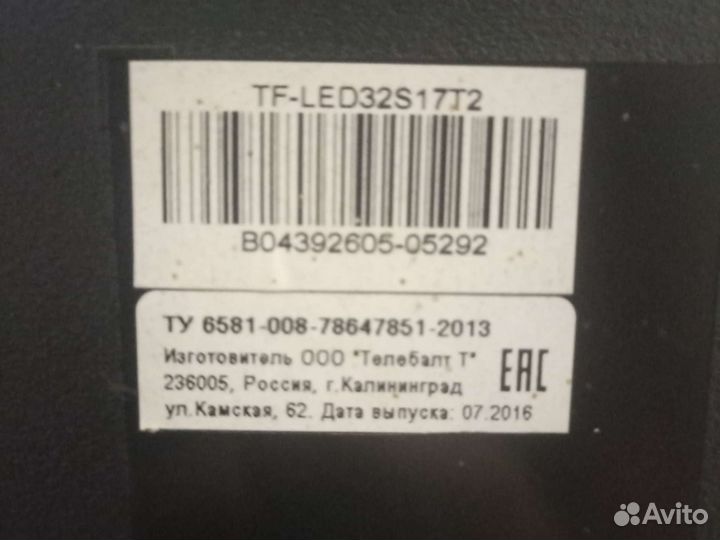 TF-LED32S17T2
B04392605-05292
ТУ 6581-008-78647851-2013
Изготовитель ООО "Телебалт Т"
236005, Россия, г.Калининград
ул.Камская, 62. Дата выпуска: 07.2016
EAC
Avito